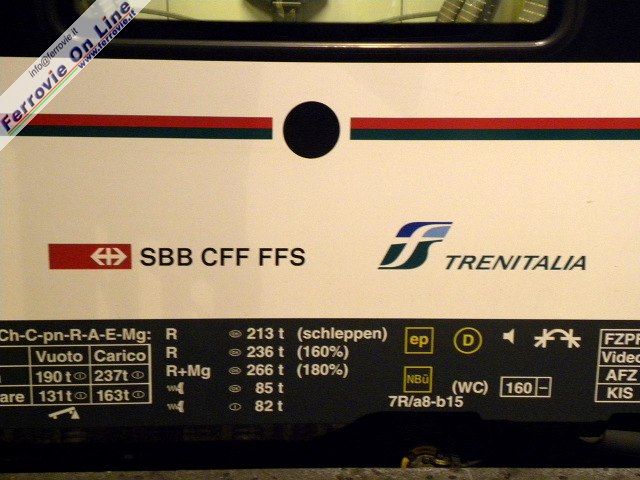 info@ferrovie.it
Ferrovie On Line
www.ferrovie.it
SBB CFF FFS
TRENITALIA
Ch-C-pn-R-A-E-Mg:
Vuoto Carico
190 t 237t
are 131t 163t
R 213 t (schleppen)
R 236 t (160%)
R+Mg 266 t (180%)
85 t
82 t
ep D
NBü (WC) 160 –
7R/a8-b15
FZPF
Video
AFZ
KIS